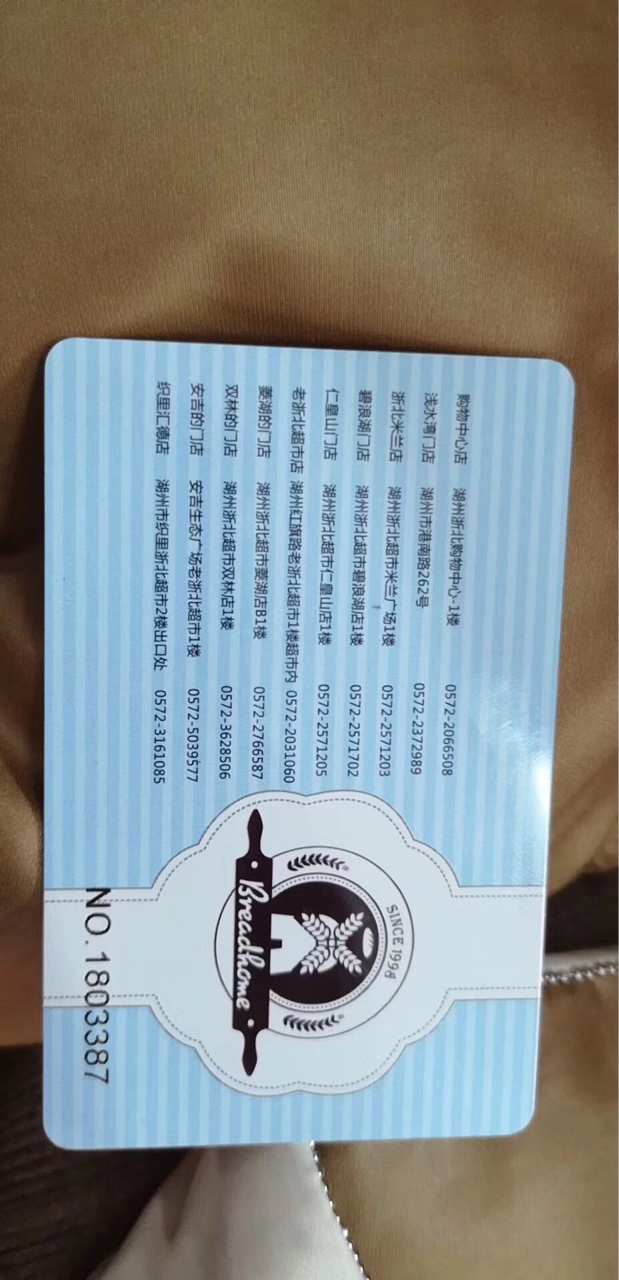 购物中心店 湖州浙北购物中心-1楼 0572-2066508
浅水湾门店 湖州市港南路262号 0572-2372989
浙北米兰店 湖州浙北超市米兰广场1楼 0572-2571203
碧浪湖门店 湖州浙北超市碧浪湖店1楼 0572-2571702
仁皇山门店 湖州浙北超市仁皇山店1楼 0572-2571205
老浙北超市店 湖州红旗路老浙北超市1楼超市内 0572-2031060
菱湖的门店 湖州浙北超市菱湖店B1楼 0572-2766587
双林的门店 湖州浙北超市双林店1楼 0572-3628506
安吉的门店 安吉生态广场老浙北超市1楼 0572-5039577
织里汇德店 湖州市织里浙北超市2楼出口处 0572-3161085
SINCE 1998
Breadhome
NO.1803387